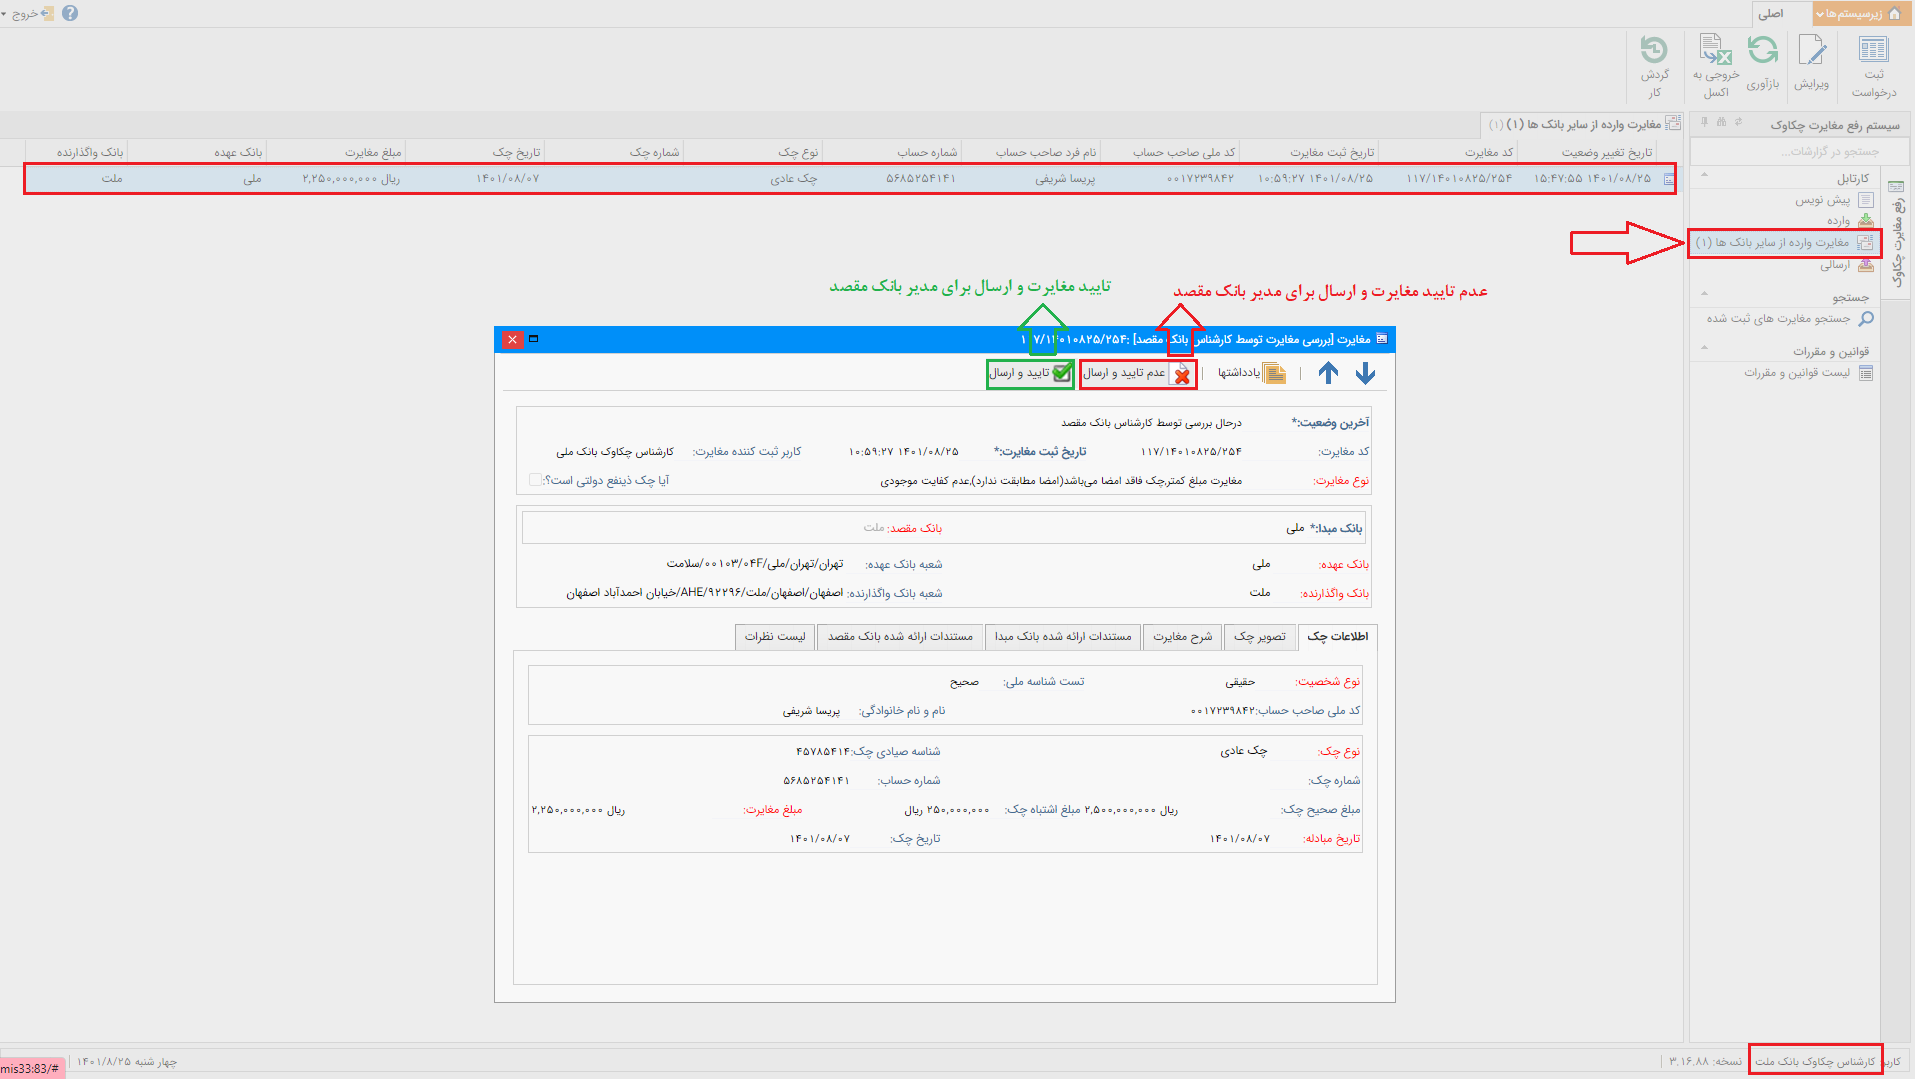 زیرسیستم‌ها
اصلی
خروج
ثبت درخواست
ویرایش
بازآوری
خروجی به اکسل
گردش کار
سیستم رفع مغایرت چکاوک
مغایرت وارده از سایر بانک ها (۱) (۱)
جستجو در گزارشات...
تاریخ تغییر وضعیت	کد مغایرت	تاریخ ثبت مغایرت	کد ملی صاحب حساب	نام فرد صاحب حساب	شماره حساب	نوع چک	شماره چک	تاریخ چک	مبلغ مغایرت	بانک عهده	بانک واگذارنده
۱۴۰۱/۰۸/۲۵ ۱۵:۴۷:۵۵	۱۱۷/۱۴۰۱۰۸۲۵/۲۵۴	۱۴۰۱/۰۸/۲۵ ۱۰:۵۹:۲۷	۰۰۱۷۲۳۹۸۴۲	پریسا شریفی	۵۶۸۵۲۵۴۱۴۱	چک عادی	۱۴۰۱/۰۸/۰۷	۲,۲۵۰,۰۰۰,۰۰۰ ریال	ملی	ملت
رفع مغایرت چکاوک
کارتابل
پیش نویس
وارده
مغایرت وارده از سایر بانک ها (۱)
ارسالی
جستجو
جستجو مغایرت های ثبت شده
قوانین و مقررات
لیست قوانین و مقررات
عدم تایید مغایرت و ارسال برای مدیر بانک مقصد
تایید مغایرت و ارسال برای مدیر بانک مقصد
مغایرت [بررسی مغایرت توسط کارشناس بانک مقصد] :۱۱۷/۱۴۰۱۰۸۲۵/۲۵۴
یادداشتها
عدم تایید و ارسال
تایید و ارسال
آخرین وضعیت:* درحال بررسی توسط کارشناس بانک مقصد
کد مغایرت: ۱۱۷/۱۴۰۱۰۸۲۵/۲۵۴ تاریخ ثبت مغایرت:* ۱۴۰۱/۰۸/۲۵ ۱۰:۵۹:۲۷ کاربر ثبت کننده مغایرت: کارشناس چکاوک بانک ملی
نوع مغایرت: مغایرت مبلغ کمتر,چک فاقد امضا می‌باشد(امضا مطابقت ندارد),عدم کفایت موجودی آیا چک ذینفع دولتی است؟:
بانک مبدا:* ملی بانک مقصد: ملت
بانک عهده: ملی شعبه بانک عهده: تهران/تهران/ملی/۰۰۱۰۳/۰۴F/سلامت
بانک واگذارنده: ملت شعبه بانک واگذارنده: اصفهان/اصفهان/ملت/AHE/۹۲۲۹۶/خیابان احمدآباد اصفهان
اطلاعات چک
تصویر چک
شرح مغایرت
مستندات ارائه شده بانک مبدا
مستندات ارائه شده بانک مقصد
لیست نظرات
نوع شخصیت: حقیقی تست شناسه ملی: صحیح
کد ملی صاحب حساب: ۰۰۱۷۲۳۹۸۴۲ نام و نام خانوادگی: پریسا شریفی
نوع چک: چک عادی شناسه صیادی چک: ۴۵۷۸۵۴۱۴
شماره چک: شماره حساب: ۵۶۸۵۲۵۴۱۴۱
مبلغ صحیح چک: ۲,۵۰۰,۰۰۰,۰۰۰ ریال مبلغ اشتباه چک: ۲۵۰,۰۰۰,۰۰۰ ریال مبلغ مغایرت: ۲,۲۵۰,۰۰۰,۰۰۰ ریال
تاریخ مبادله: ۱۴۰۱/۰۸/۰۷ تاریخ چک: ۱۴۰۱/۰۸/۰۷
کاربر کارشناس چکاوک بانک ملت
نسخه: ۳.۱۶.۸۸
چهار شنبه ۱۴۰۱/۸/۲۵
mis33:83/#